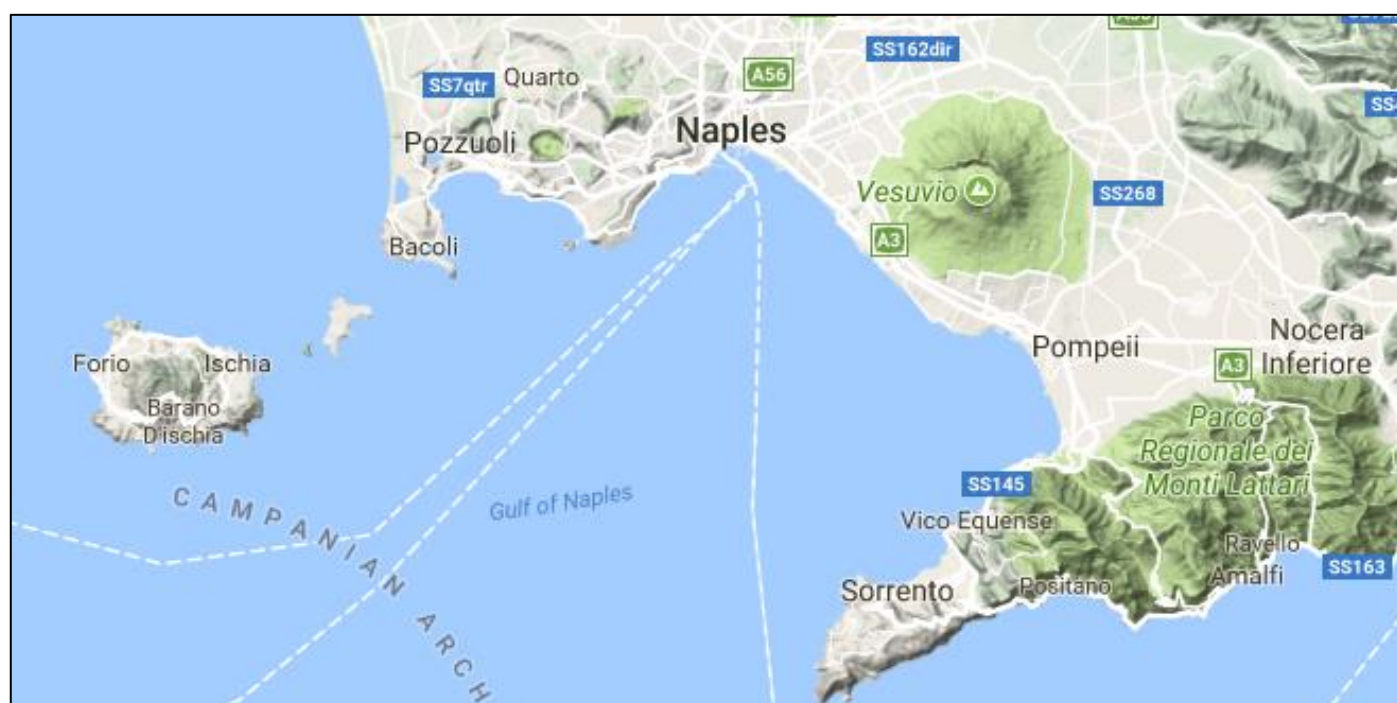 SS162dir
A56
Quarto
SS7qtr
Naples
Pozzuoli
Vesuvio
SS268
A3
Bacoli
Nocera
Inferiore
Pompeii
Forio
Ischia
A3
Barano
D'ischia
Parco
Regionale dei
Monti Lattari
SS145
Gulf of Naples
CAMPANIAN ARCH
Vico Equense
Ravello
Amalfi
SS163
Positano
Sorrento